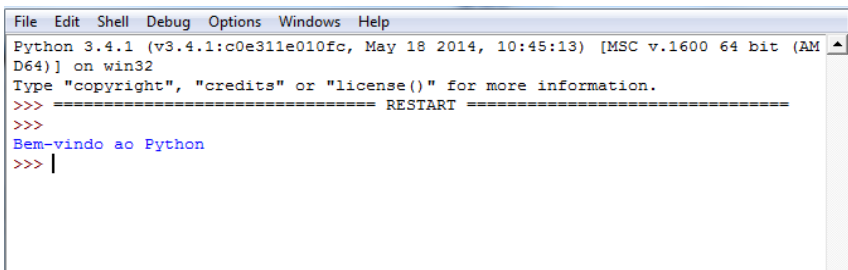 File Edit Shell Debug Options Windows Help
Python 3.4.1 (v3.4.1:c0e311e010fc, May 18 2014, 10:45:13) [MSC v.1600 64 bit (AM
D64)] on win32
Type "copyright", "credits" or "license()" for more information.
>>> ================================ RESTART ================================
>>>
Bem-vindo ao Python
>>>